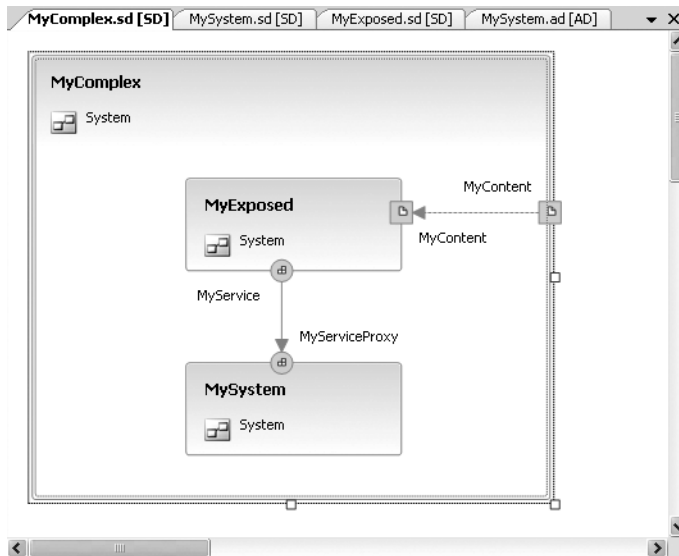 MyComplex.sd [SD]
MySystem.sd [SD]
MyExposed.sd [SD]
MySystem.ad [AD]
MyComplex
System
MyContent
MyExposed
System
MyContent
MyService
MyServiceProxy
MySystem
System